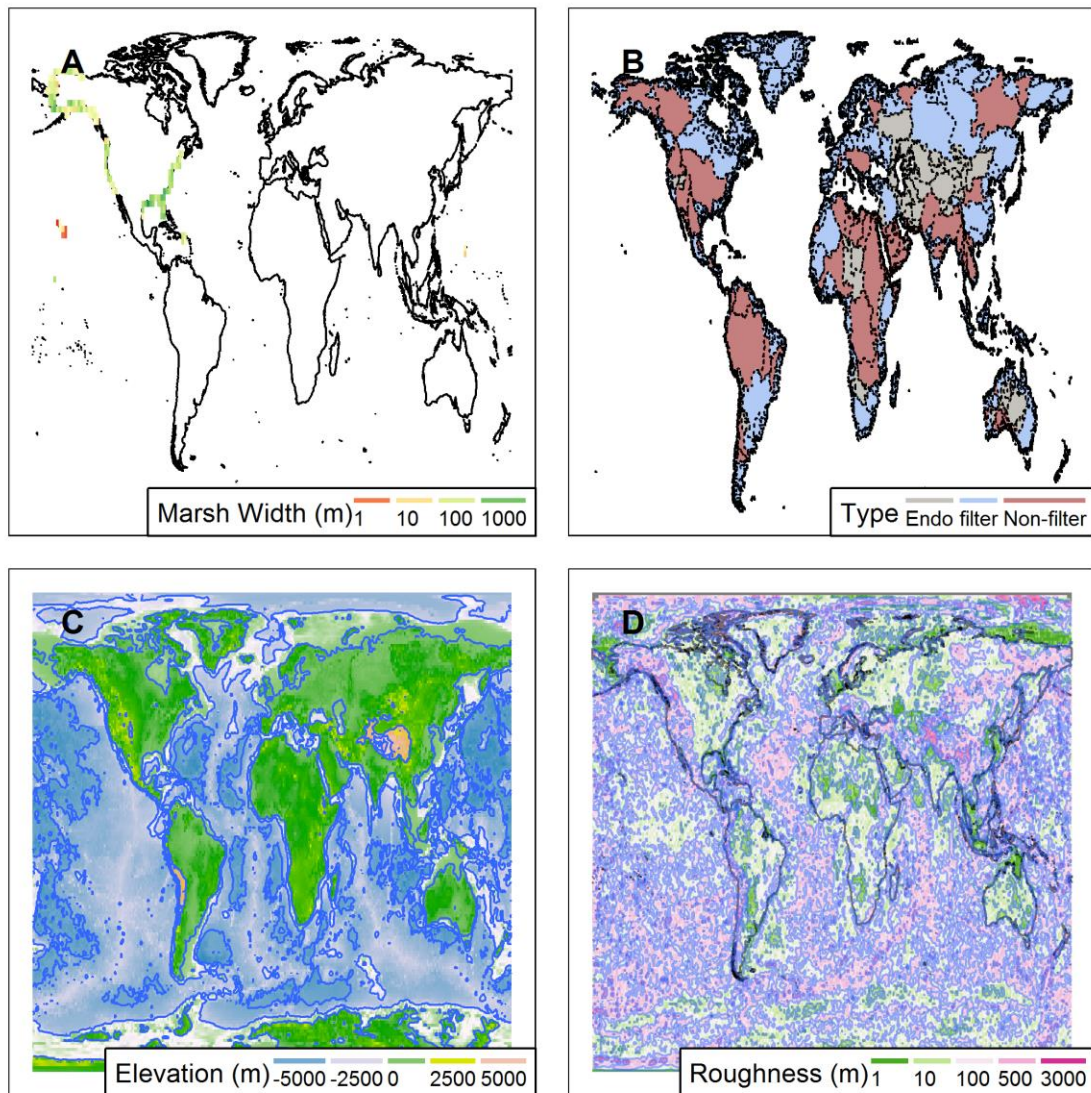 A
Marsh Width (m) 1 10 100 1000
B
Type Endo filter Non-filter
C
Elevation (m) -5000 -2500 0 2500 5000
D
Roughness (m) 1 10 100 500 3000